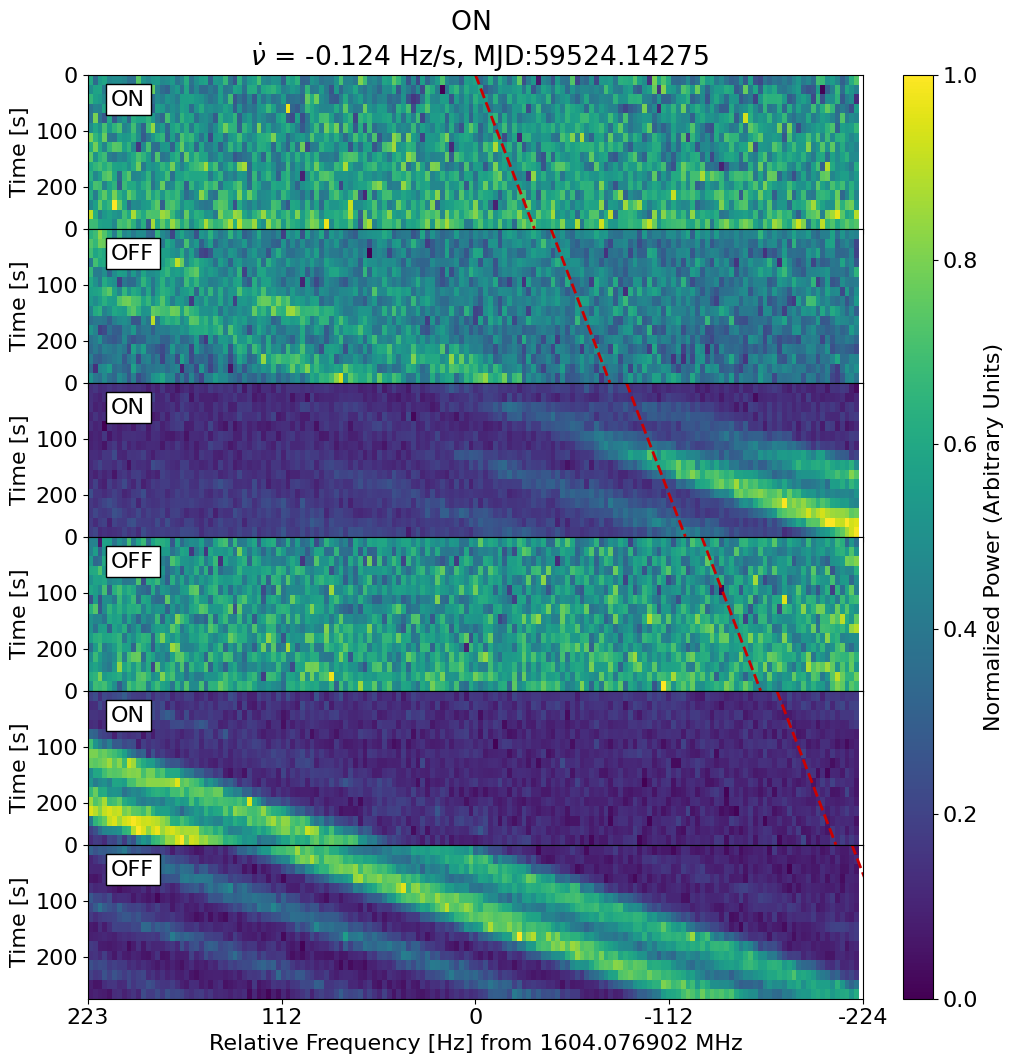 ON
ν̇ = -0.124 Hz/s, MJD:59524.14275
0
ON
100
Time [s]
200
0
OFF
100
Time [s]
200
0
ON
100
Time [s]
200
0
OFF
100
Time [s]
200
0
ON
100
Time [s]
200
0
OFF
100
Time [s]
200
223 112 0 -112 -224
Relative Frequency [Hz] from 1604.076902 MHz
1.0
0.8
0.6
0.4
0.2
0.0
Normalized Power (Arbitrary Units)